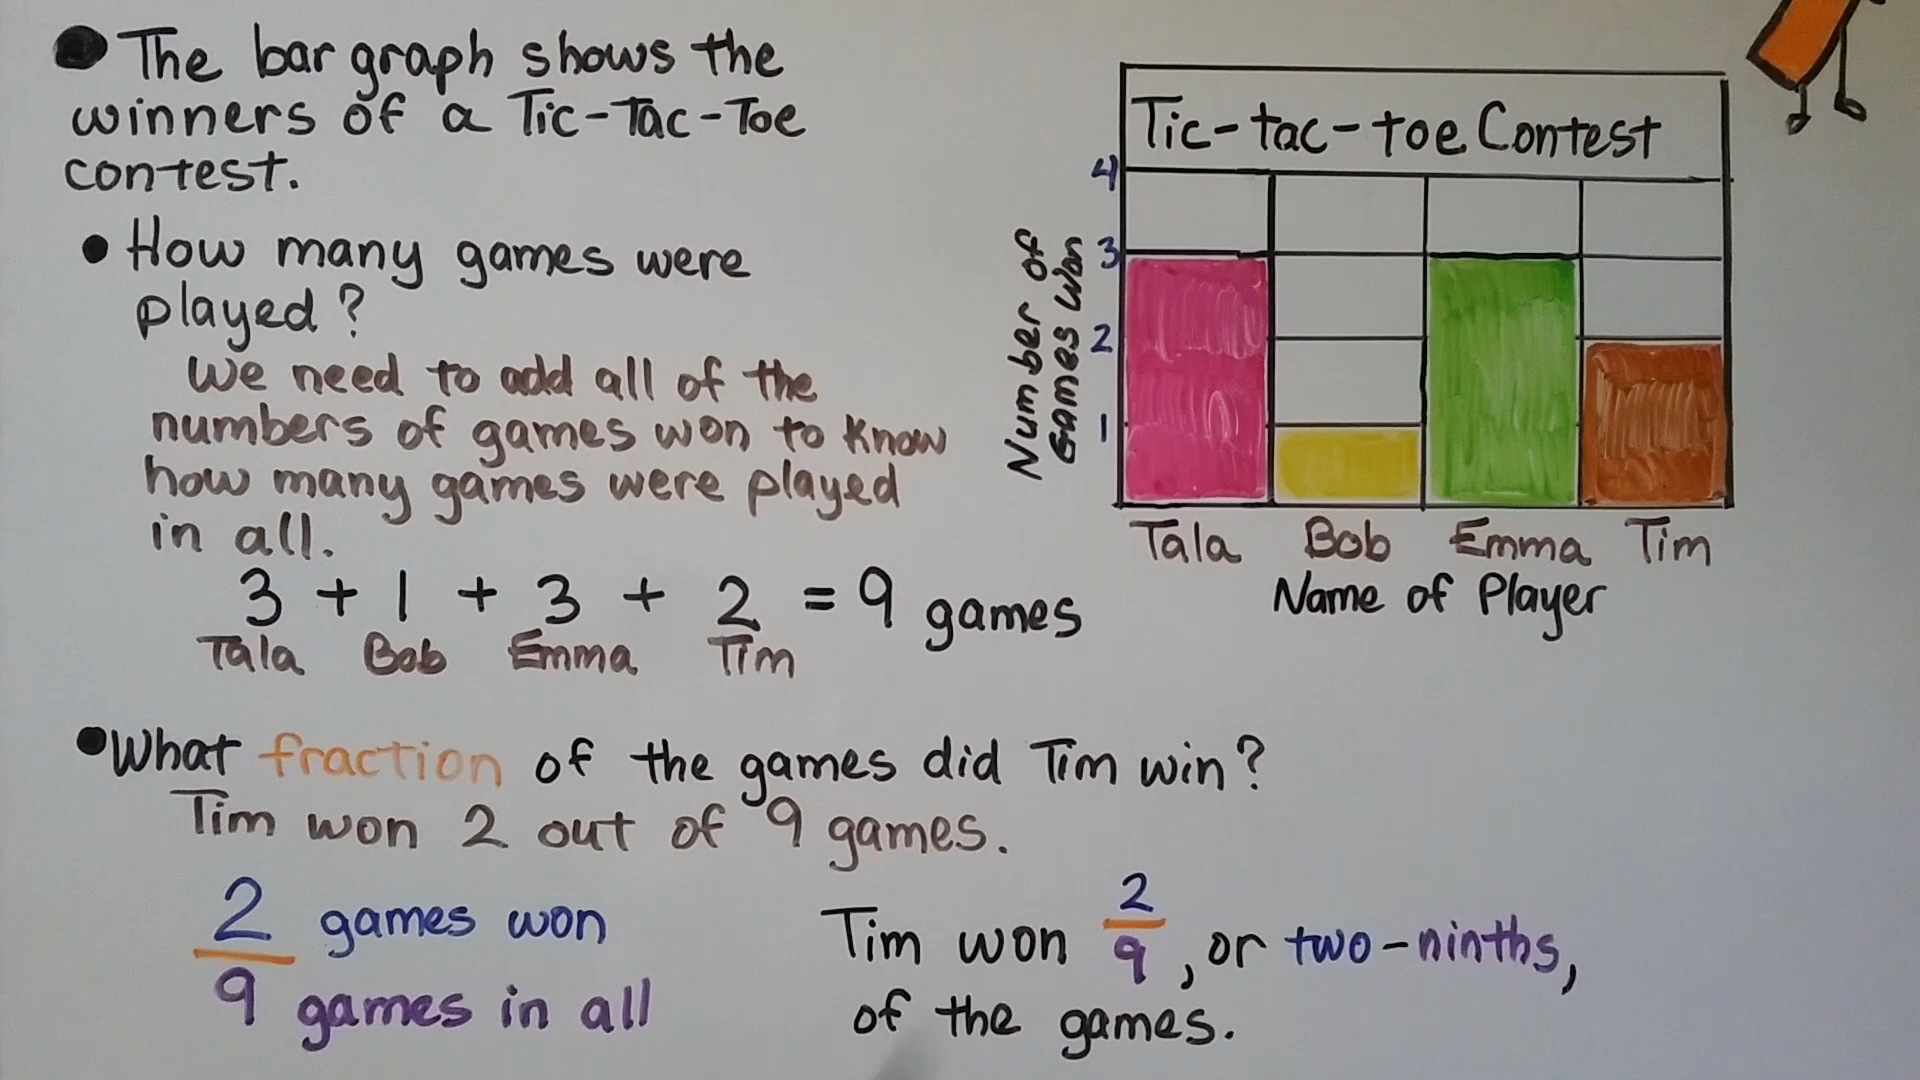 The bar graph shows the
winners of a Tic-Tac-Toe
contest.
How many games were
played?
We need to add all of the
numbers of games won to know
how many games were played
in all.
3 + 1 + 3 + 2 = 9 games
Tala Bob Emma Tim
Tic-tac-toe Contest
4
3
2
1
Number of
Games Won
Tala Bob Emma Tim
Name of Player
What fraction of the games did Tim win?
Tim won 2 out of 9 games.
2 games won
9 games in all
Tim won 2/9, or two-ninths,
of the games.